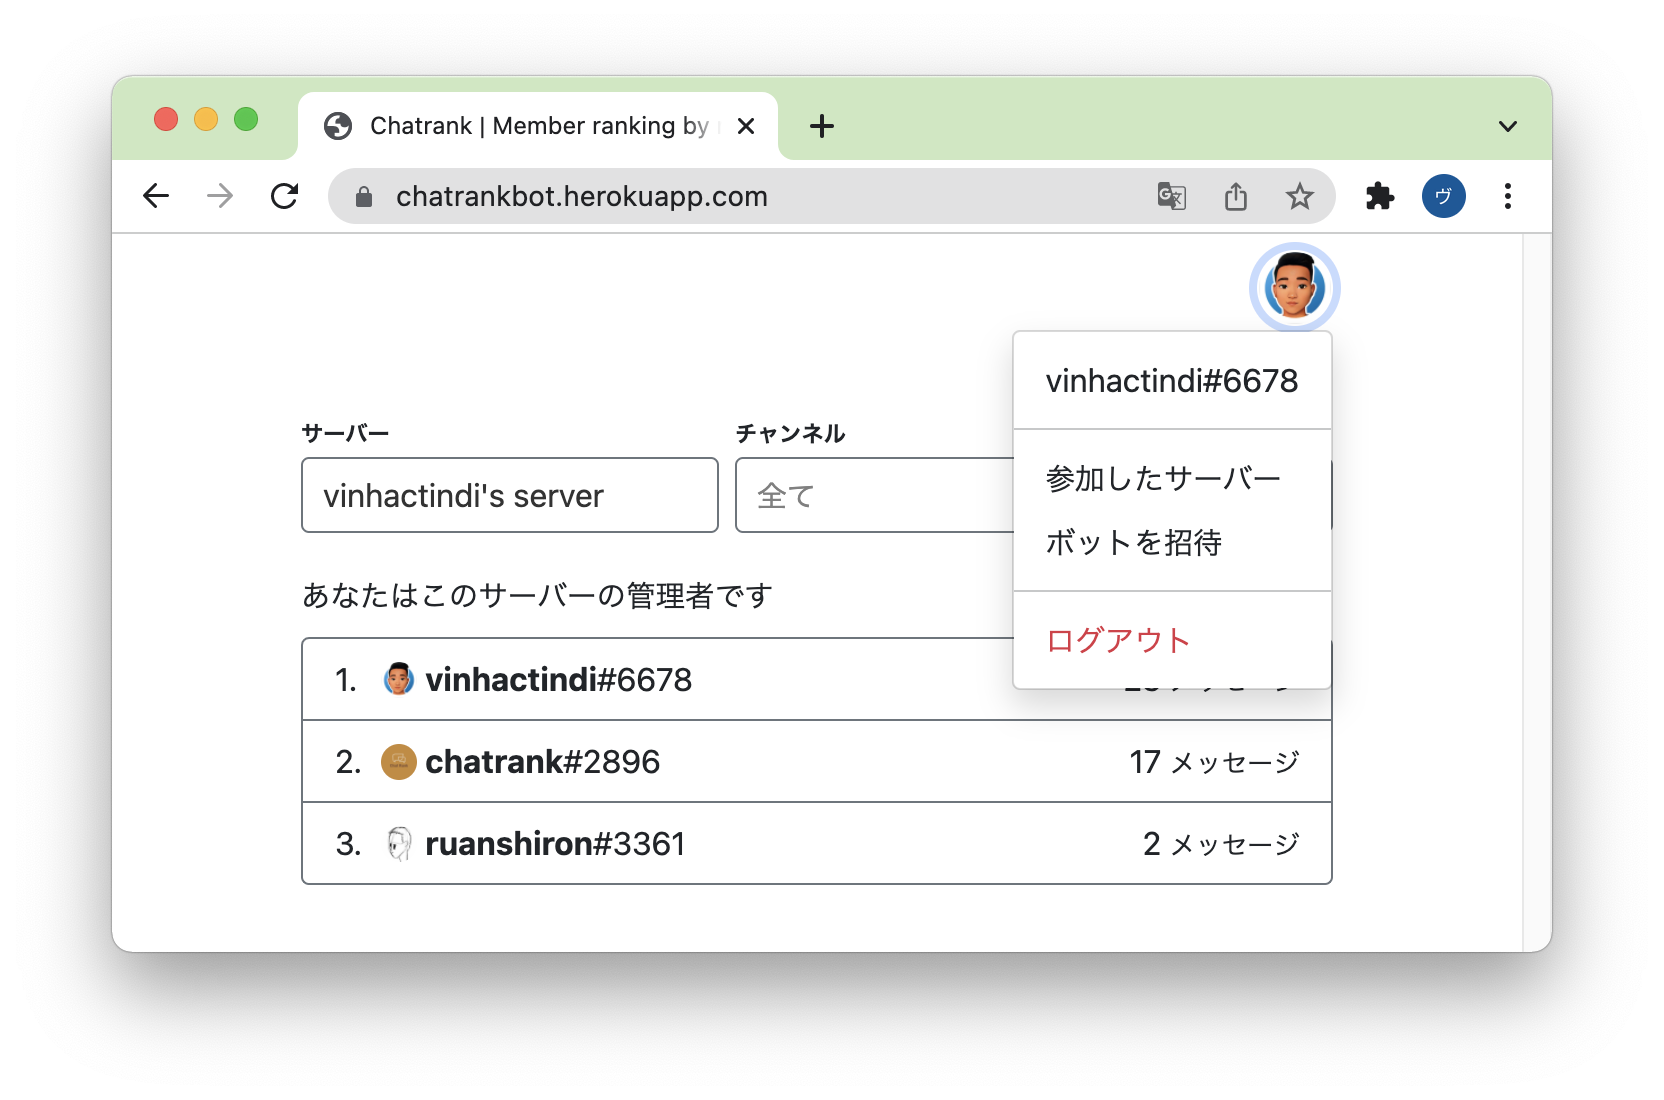 Chatrank | Member ranking by
chatrankbot.herokuapp.com
ヴ
vinhactindi#6678
参加したサーバー
ボットを招待
ログアウト
サーバー
チャンネル
vinhactindi's server
全て
あなたはこのサーバーの管理者です
1. vinhactindi#6678
2. chatrank#2896 17 メッセージ
3. ruanshiron#3361 2 メッセージ